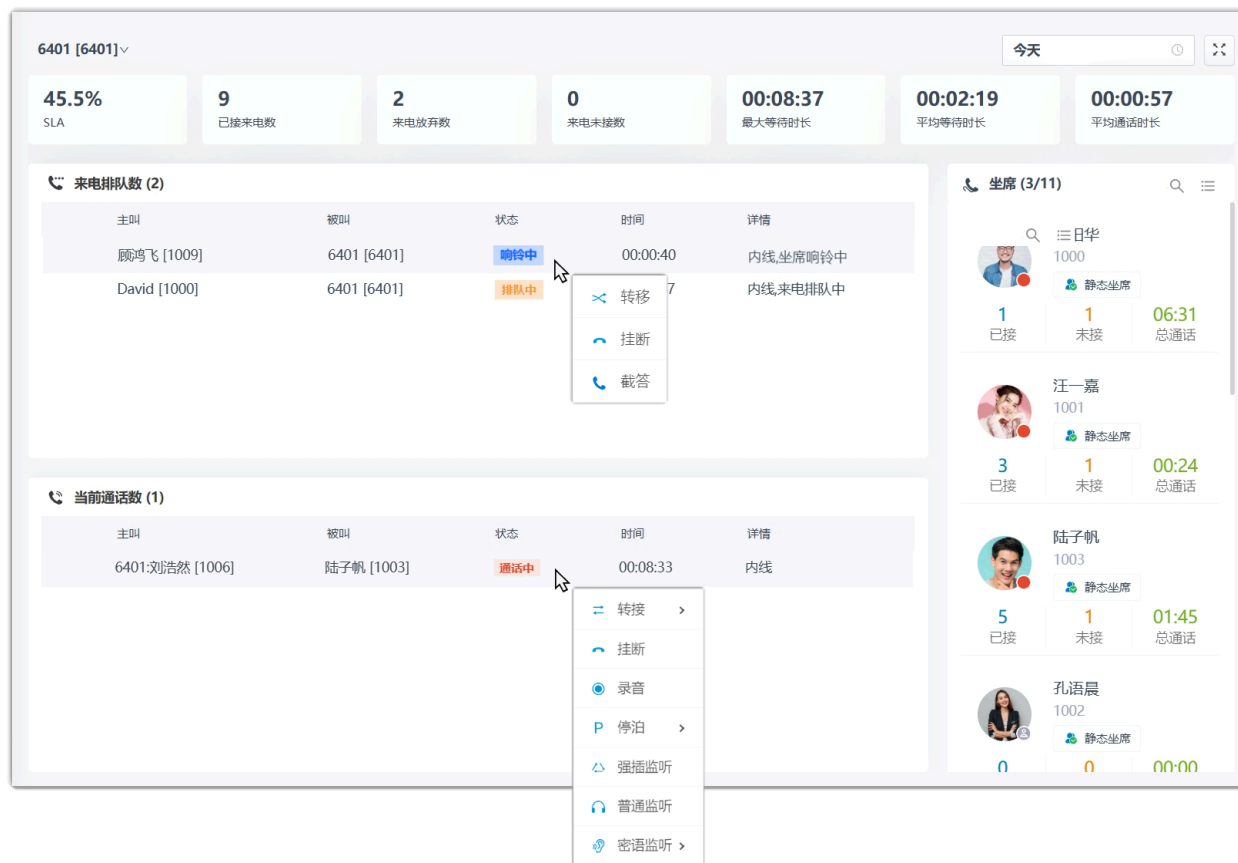 6401 [6401]
今天
45.5%
SLA
9
已接来电数
2
来电放弃数
0
来电未接数
00:08:37
最大等待时长
00:02:19
平均等待时长
00:00:57
平均通话时长
来电排队数 (2)
主叫 被叫 状态 时间 详情
顾鸿飞 [1009] 6401 [6401] 响铃中 00:00:40 内线,坐席响铃中
David [1000] 6401 [6401] 排队中 7 内线,来电排队中
转移
挂断
截答
当前通话数 (1)
主叫 被叫 状态 时间 详情
6401:刘浩然 [1006] 陆子帆 [1003] 通话中 00:08:33 内线
转接
挂断
录音
P 停泊
强插监听
普通监听
密语监听
坐席 (3/11)
日华
1000
静态坐席
1 1 06:31
已接 未接 总通话
汪一嘉
1001
静态坐席
3 1 00:24
已接 未接 总通话
陆子帆
1003
静态坐席
5 1 01:45
已接 未接 总通话
孔语晨
1002
静态坐席
0 0 00:00